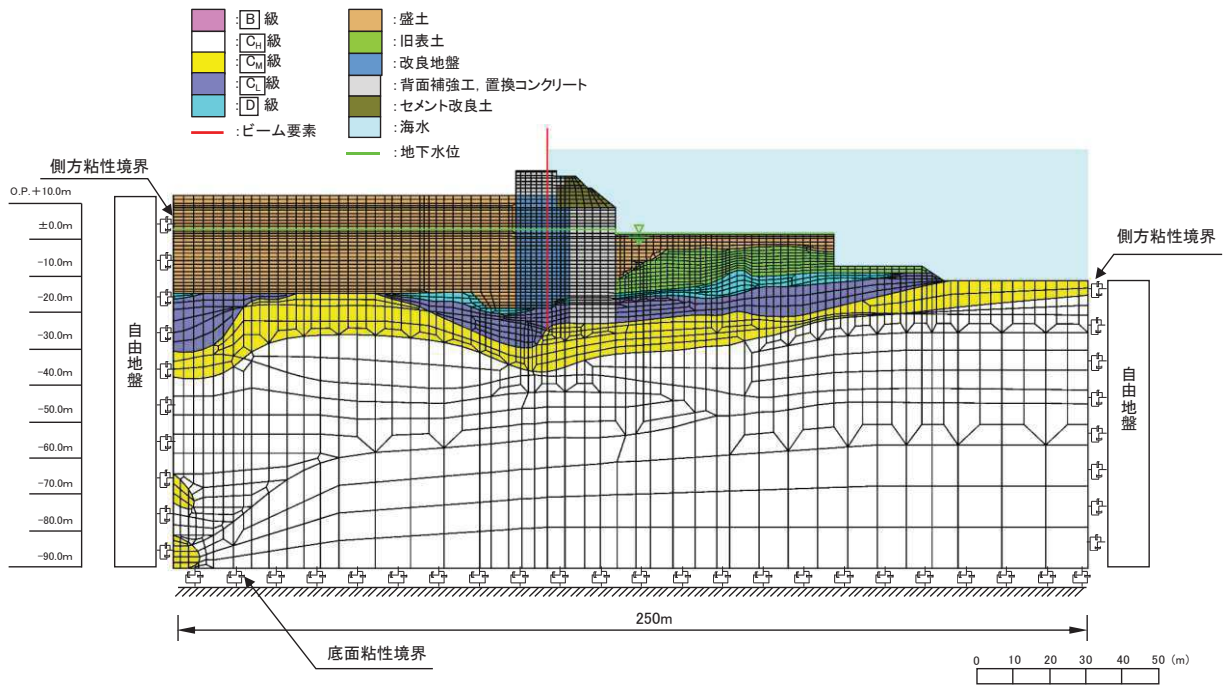 :B級
:CH級
:CM級
:CL級
:D級
:ビーム要素
:盛土
:旧表土
:改良地盤
:背面補強工, 置換コンクリート
:セメント改良土
:海水
:地下水位
側方粘性境界
O.P.+10.0m
±0.0m
-10.0m
-20.0m
-30.0m
-40.0m
-50.0m
-60.0m
-70.0m
-80.0m
-90.0m
自由地盤
側方粘性境界
自由地盤
250m
底面粘性境界
0 10 20 30 40 50 (m)